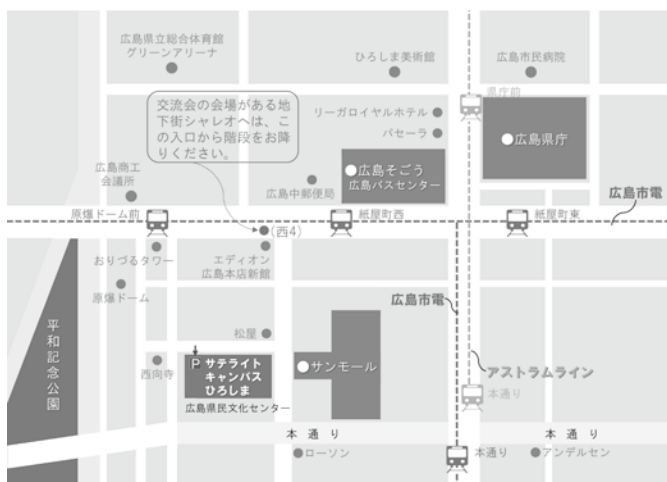 広島県立総合体育館
グリーンアリーナ
ひろしま美術館
広島市民病院
県庁前
交流会の会場がある地
下街シャレオへは、こ
の入口から階段をお降
りください。
リーガロイヤルホテル
パセーラ
広島県庁
広島商工
会議所
広島そごう
広島バスセンター
広島中郵便局
広島市電
原爆ドーム前
紙屋町西
紙屋町東
(西4)
おりづるタワー
エディオン
広島本店新館
原爆ドーム
広島市電
平和記念公園
松屋
西向寺
P サテライト
キャンパス
ひろしま
広島県民文化センター
サンモール
アストラムライン
本通り
本通り
本通り
ローソン
本通り
アンデルセン